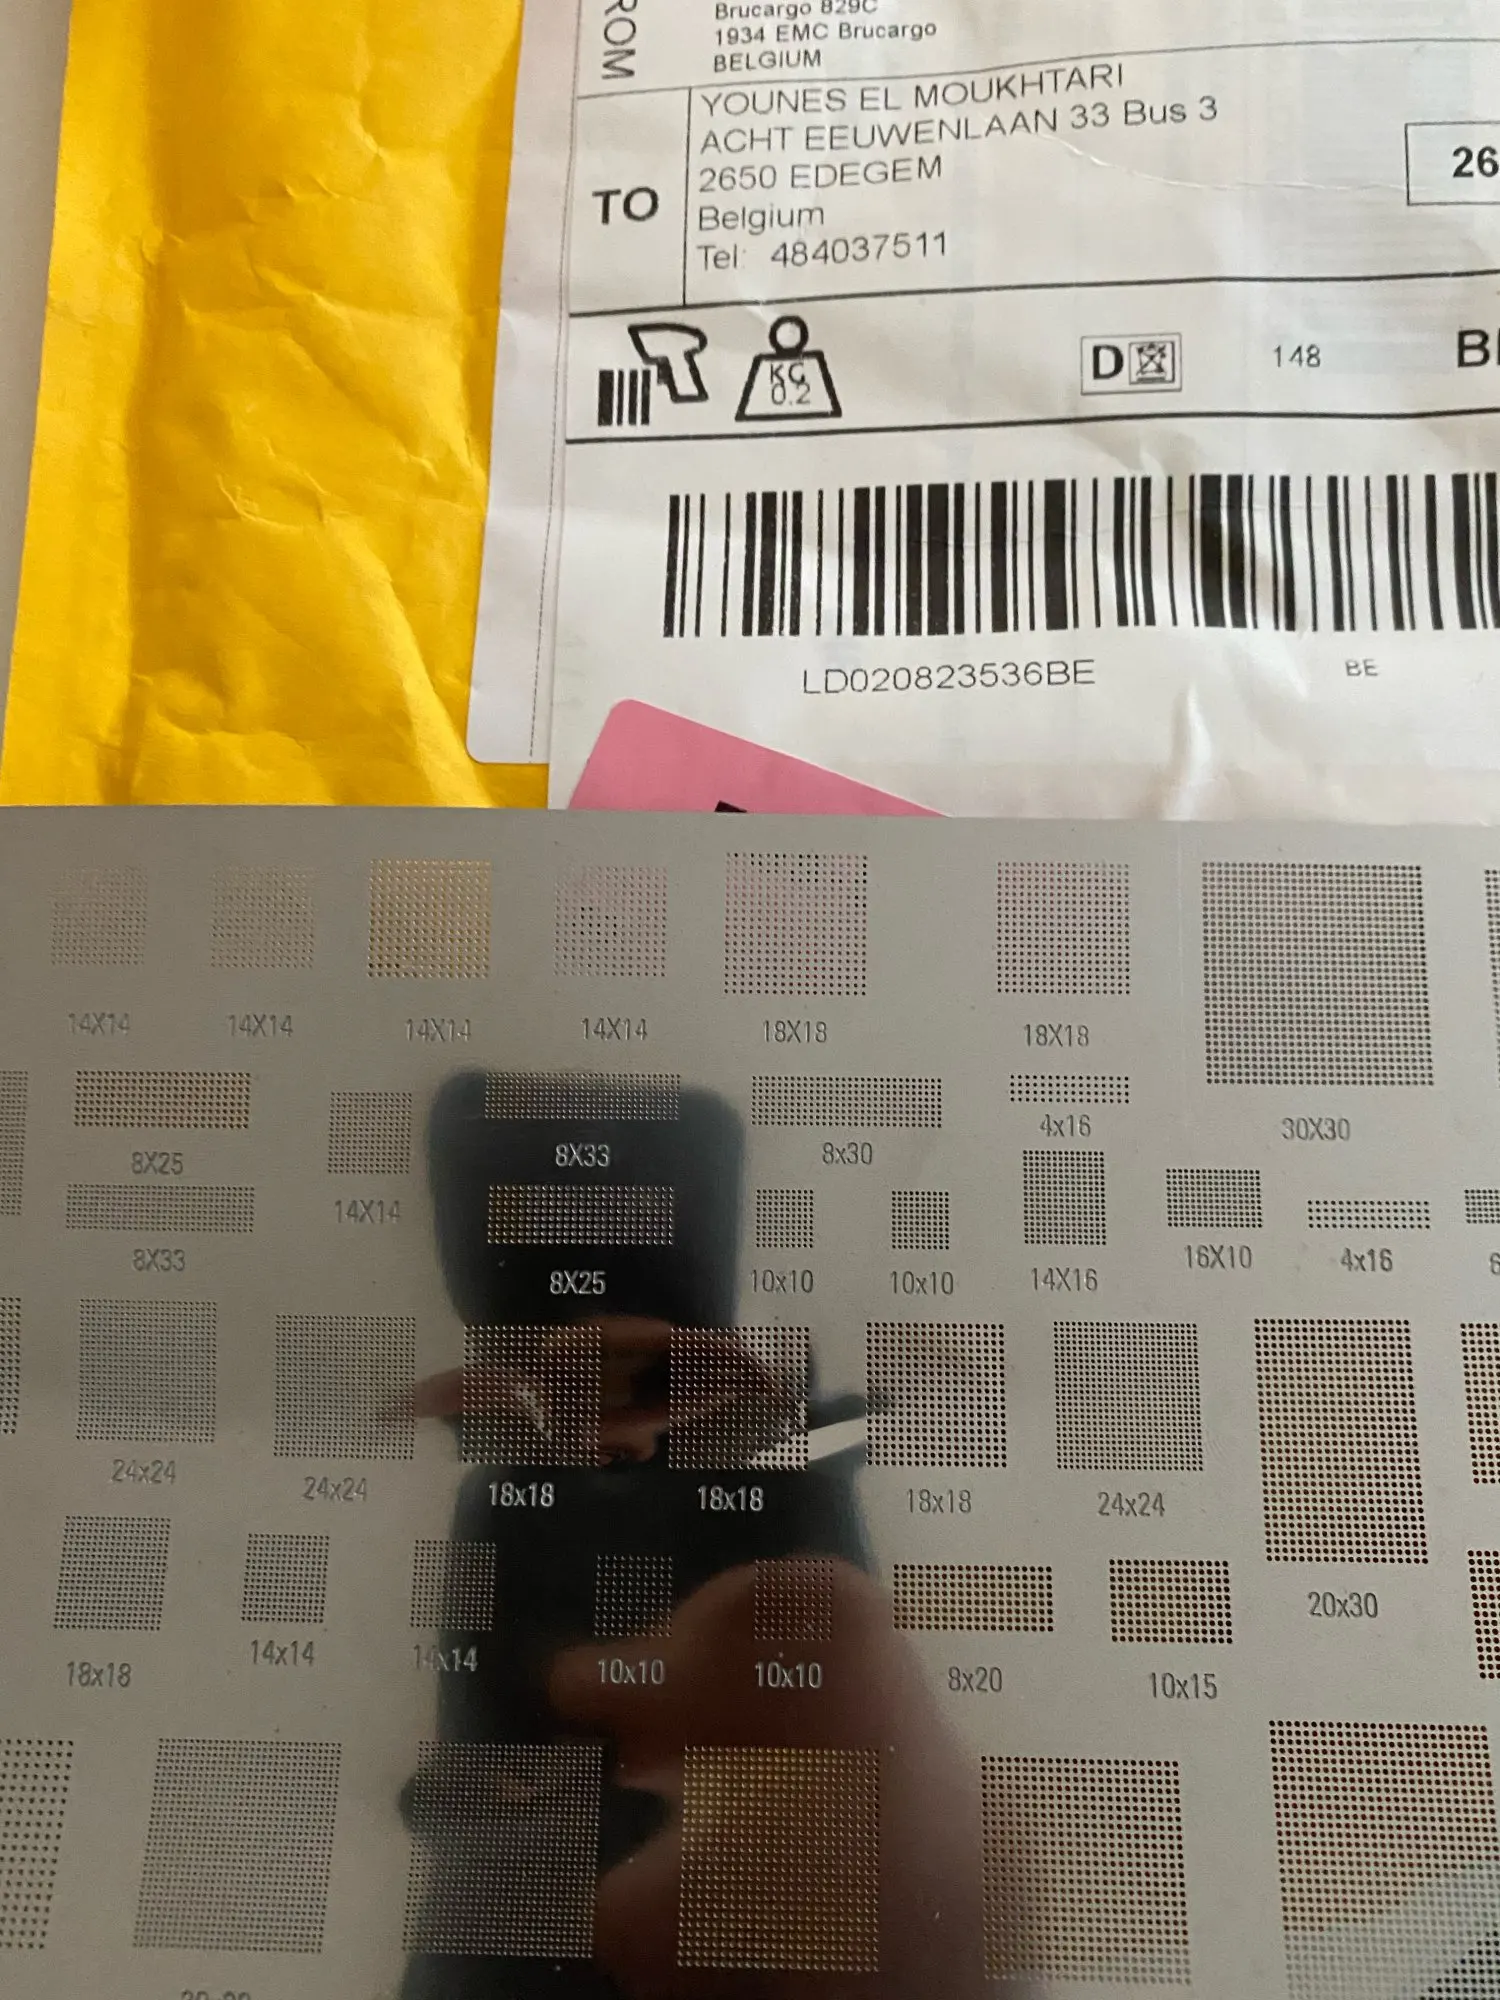 ROM
Brucargo 829C
1934 EMC Brucargo
BELGIUM
TO
YOUNES EL MOUKHTARI
ACHT EEUWENLAAN 33 Bus 3
2650 EDEGEM
Belgium
Tel: 484037511
26
KG
0.2
D
148
LD020823536BE
BE
14X14 14X14 14X14 14X14 18X18 18X18
30X30
8X25 8X33 8x30 4x16
14X14
8X33 8X25 10x10 10x10 14X16 16X10 4x16
24x24 24x24 18x18 18x18 18x18 24x24
20x30
18x18 14x14 14x14 10x10 10x10 8x20 10x15